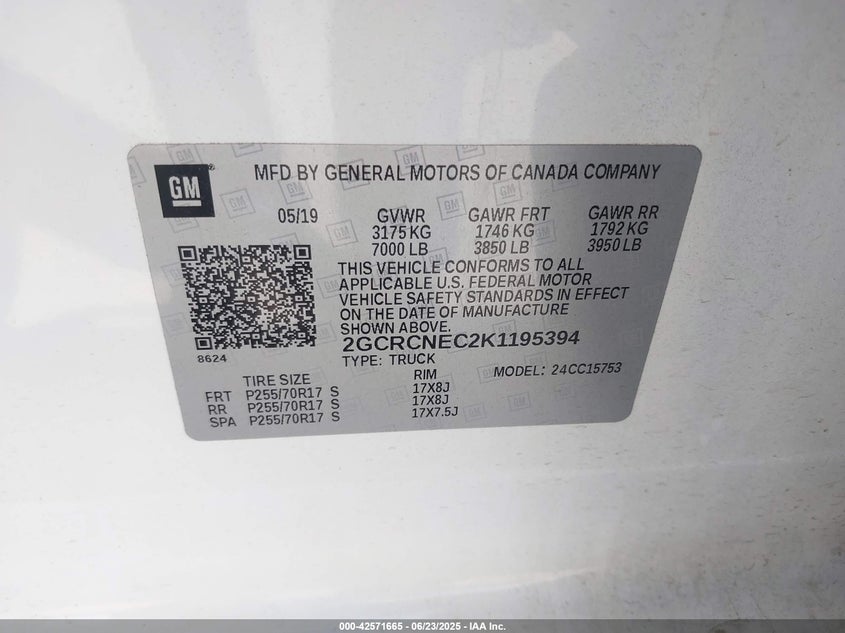 GM
MFD BY GENERAL MOTORS OF CANADA COMPANY
05/19 GVWR GAWR FRT GAWR RR
3175 KG 1746 KG 1792 KG
7000 LB 3850 LB 3950 LB
THIS VEHICLE CONFORMS TO ALL
APPLICABLE U.S. FEDERAL MOTOR
VEHICLE SAFETY STANDARDS IN EFFECT
ON THE DATE OF MANUFACTURE
SHOWN ABOVE.
2GCRCNEC2K1195394
8624
TYPE: TRUCK MODEL: 24CC15753
TIRE SIZE RIM
FRT P255/70R17 S 17X8J
RR P255/70R17 S 17X8J
SPA P255/70R17 S 17X7.5J
000-42571665 - 06/23/2025 - IAA Inc.